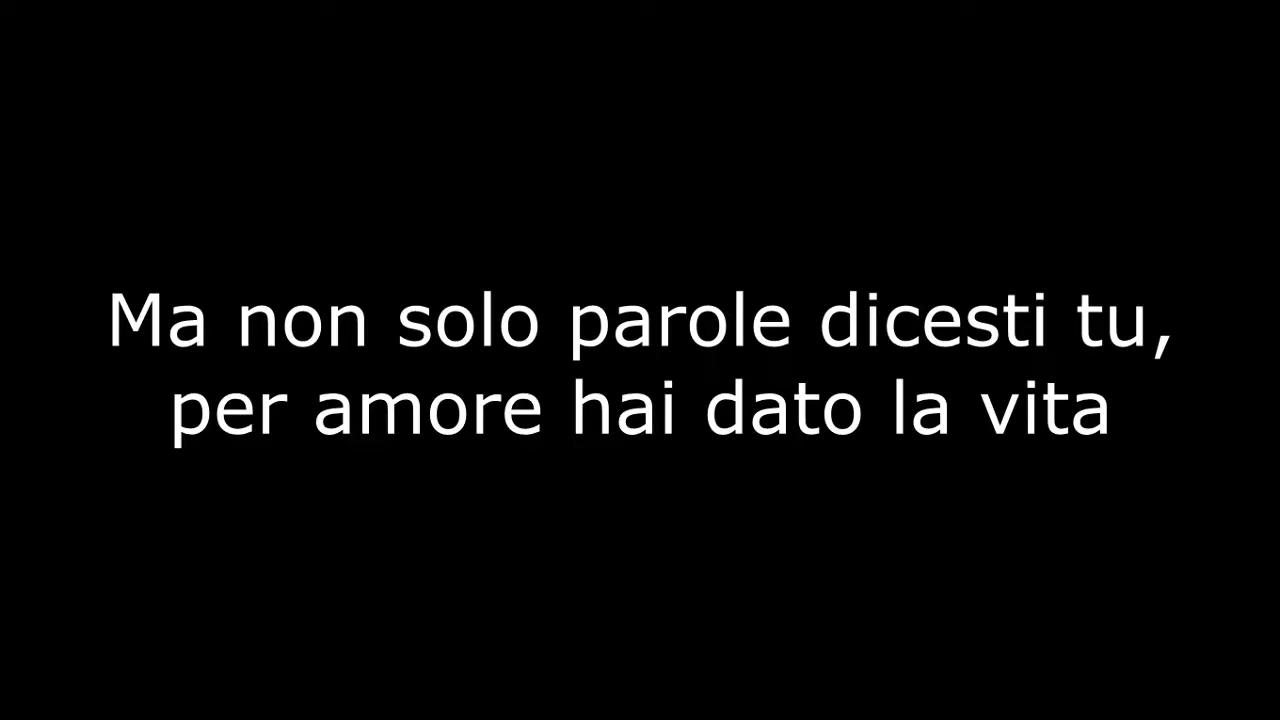 Ma non solo parole dicesti tu,
per amore hai dato la vita